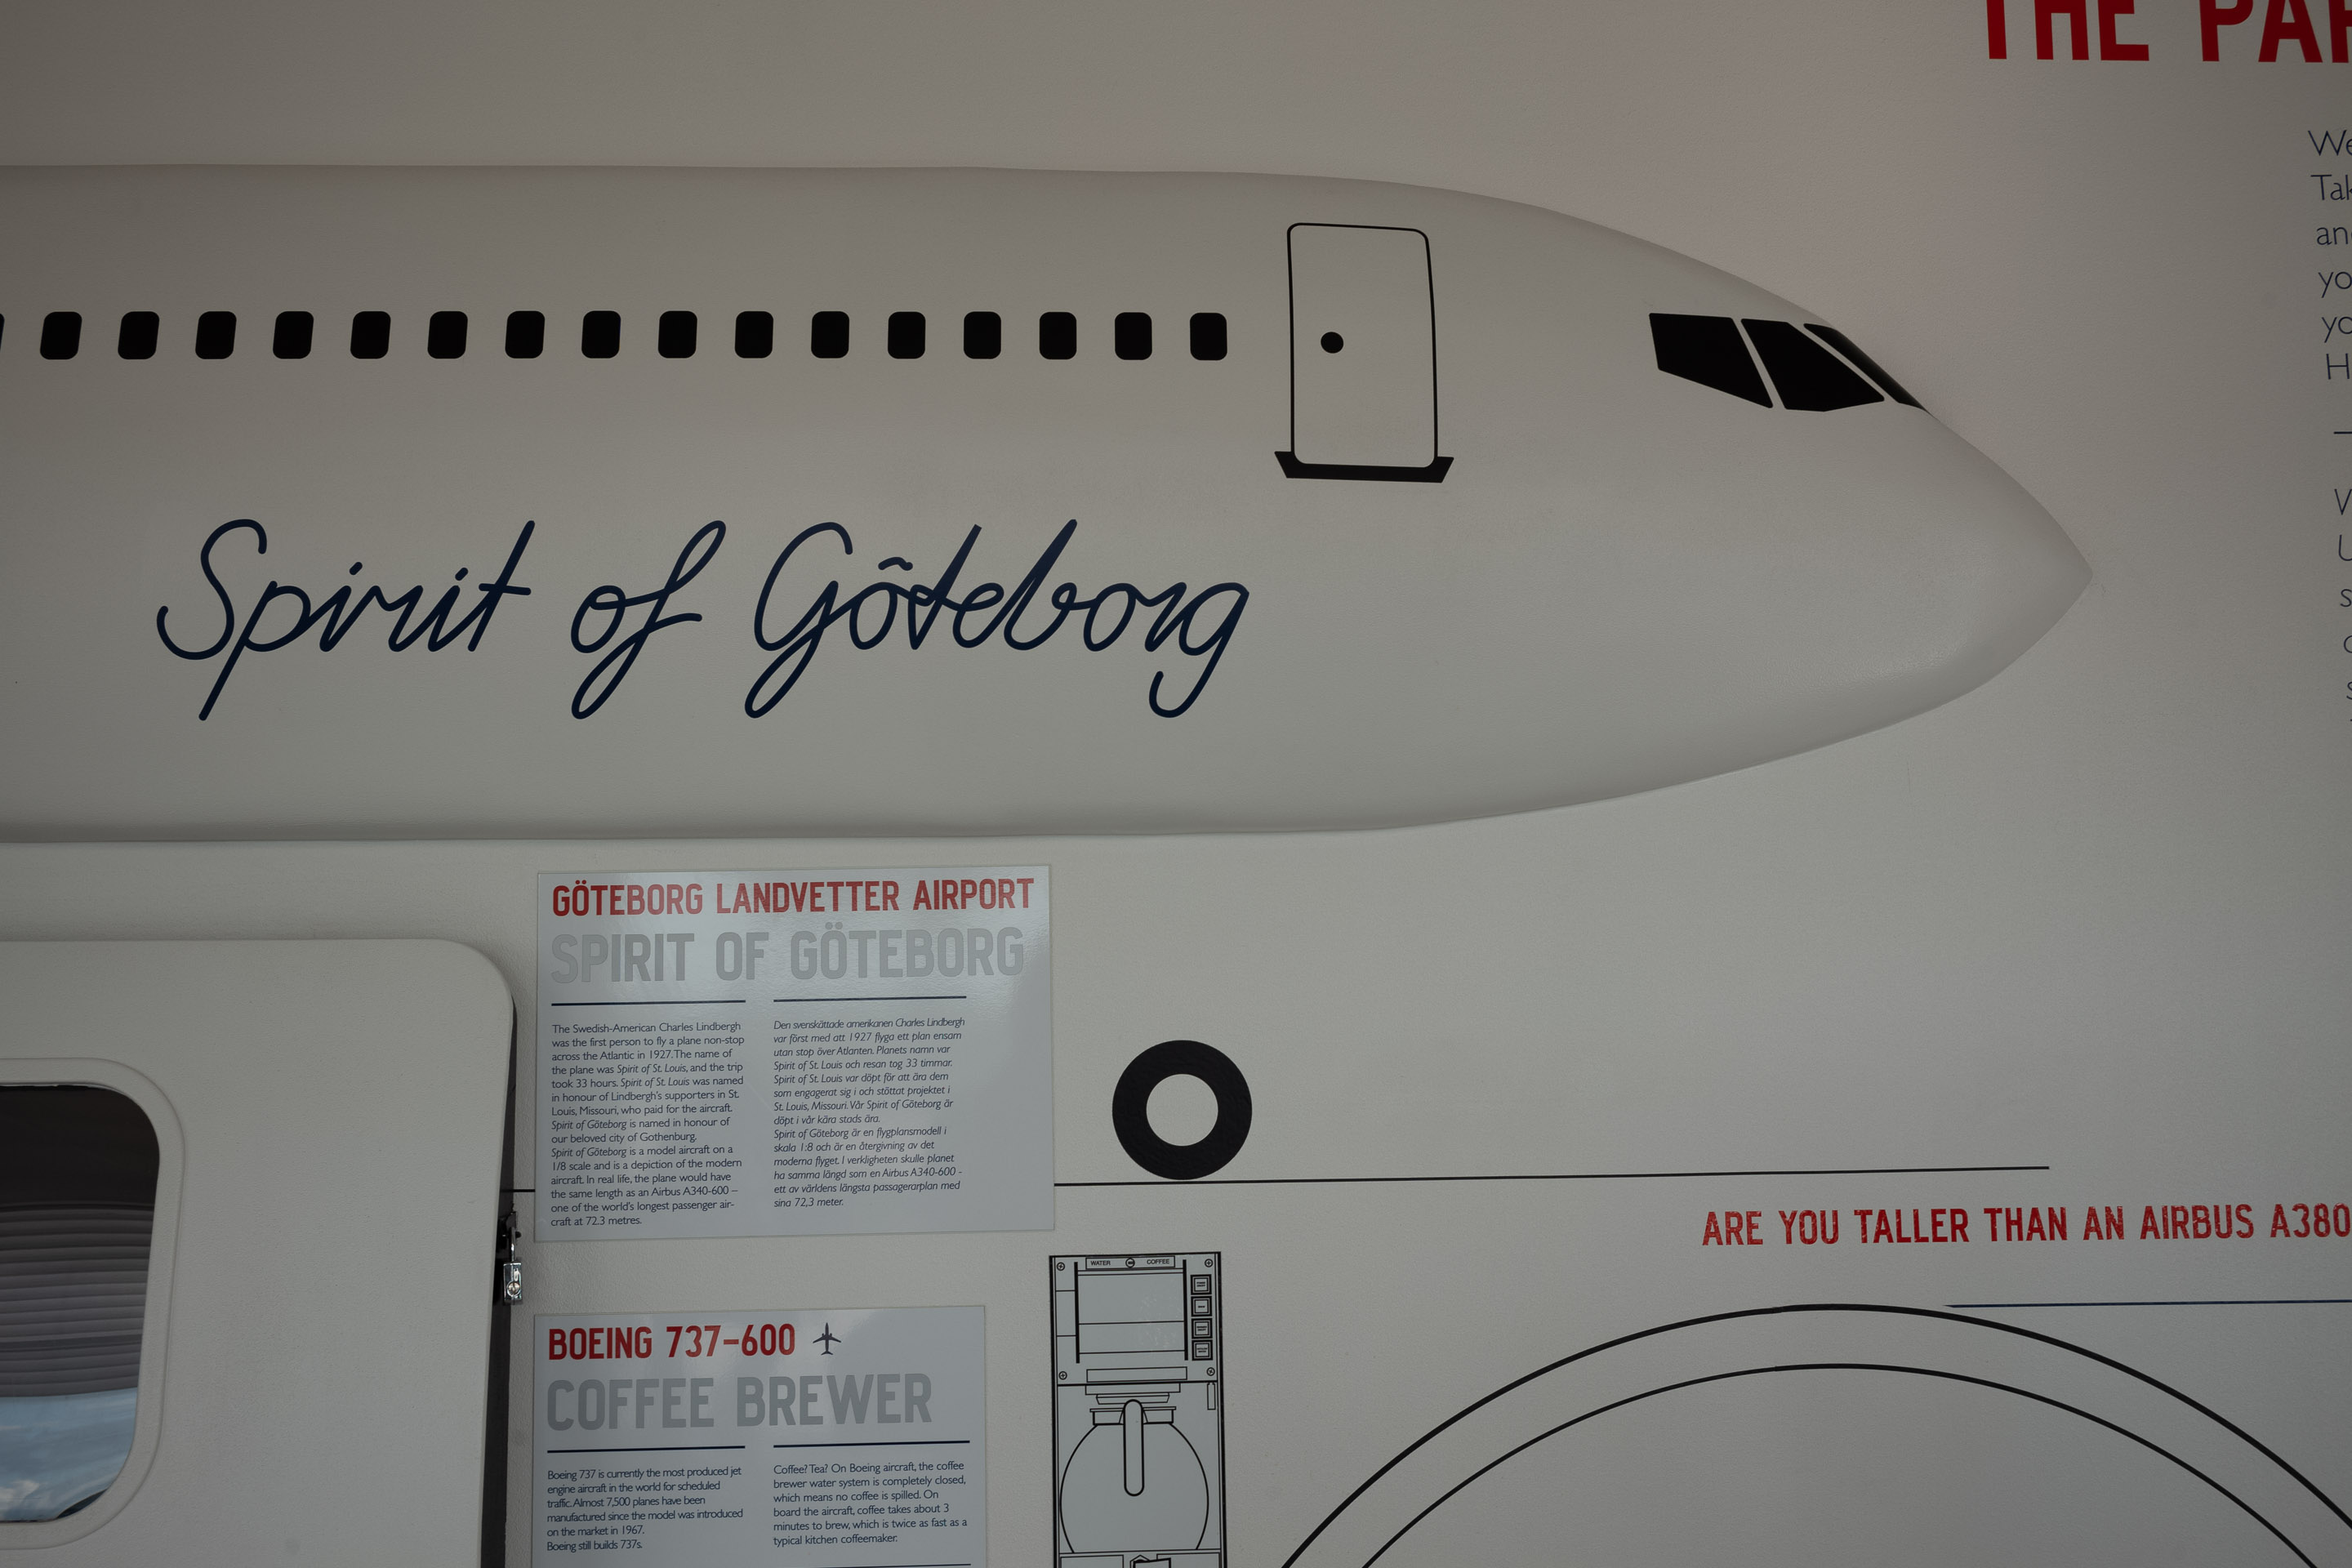 THE
We
Spirit of Göteborg
GÖTEBORG LANDVETTER AIRPORT
SPIRIT OF GÖTEBORG
The Swedish-American Charles Lindbergh
was the first person to fly a plane non-stop
across the Atlantic in 1927. The name of
the plane was Spirit of St. Louis, and the trip
took 33 hours. Spirit of St. Louis was named
in honour of Lindbergh's supporters in St.
Louis, Missouri, who paid for the aircraft.
Spirit of Göteborg is named in honour of
our beloved city of Gothenburg.
Spirit of Göteborg is a model aircraft on a
1/8 scale and is a depiction of the modern
aircraft. In real life, the plane would have
the same length as an Airbus A340-600 –
one of the world's longest passenger air-
craft at 72.3 metres.
Den svenskättade amerikanen Charles Lindbergh
var först med att 1927 flyga ett plan ensam
utan stop över Atlanten. Planets namn var
Spirit of St. Louis och resan tog 33 timmar.
Spirit of St. Louis var döpt för att ära dem
som engagerat sig i och stöttat projektet i
St. Louis, Missouri. Vår Spirit of Göteborg är
döpt i vår kära stads ära.
Spirit of Göteborg är en flygplansmodell i
skala 1:8 och är en återgivning av det
moderna flyget. I verkligheten skulle planet
ha samma längd som en Airbus A340-600 -
ett av världens längsta passagerarplan med
sina 72,3 meter.
ARE YOU TALLER THAN AN AIRBUS A380
WATER COFFEE
BOEING 737-600
COFFEE BREWER
Boeing 737 is currently the most produced jet
engine aircraft in the world for scheduled
traffic. Almost 7,500 planes have been
manufactured since the model was introduced
on the market in 1967.
Boeing still builds 737s.
Coffee? Tea? On Boeing aircraft, the coffee
brewer water system is completely closed,
which means no coffee is spilled. On
board the aircraft, coffee takes about 3
minutes to brew, which is twice as fast as a
typical kitchen coffeemaker.